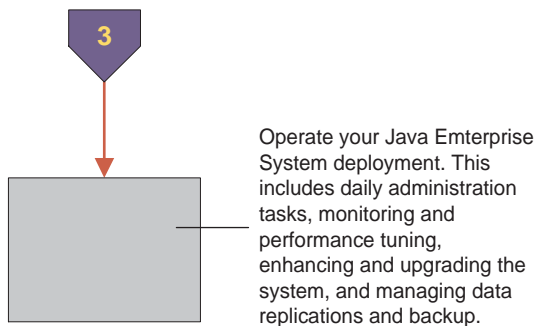 3
Operate your Java Emterprise
System deployment. This
includes daily administration
tasks, monitoring and
performance tuning,
enhancing and upgrading the
system, and managing data
replications and backup.